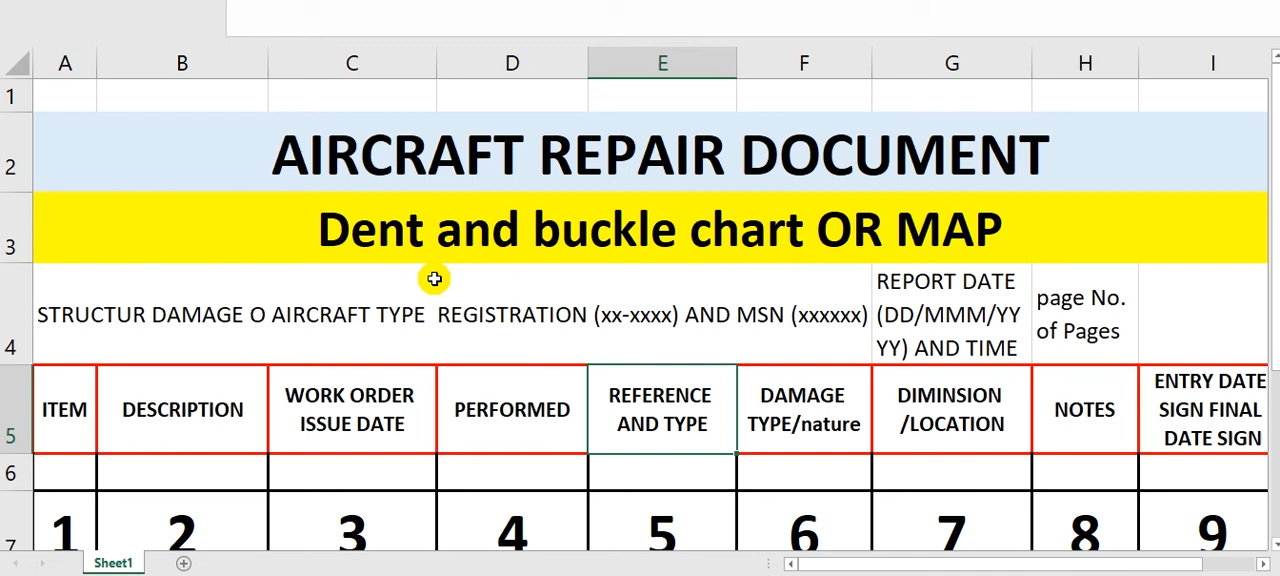 A B C D E F G H I
1
2 AIRCRAFT REPAIR DOCUMENT
3 Dent and buckle chart OR MAP
STRUCTUR DAMAGE O AIRCRAFT TYPE REGISTRATION (xx-xxxx) AND MSN (xxxxxx)
REPORT DATE
(DD/MMM/YY
YY) AND TIME
page No.
of Pages
4
ITEM
DESCRIPTION
WORK ORDER
ISSUE DATE
PERFORMED
REFERENCE
AND TYPE
DAMAGE
TYPE/nature
DIMINSION
/LOCATION
NOTES
ENTRY DATE
SIGN FINAL
DATE SIGN
5
6
7 1 2 3 4 5 6 7 8 9
Sheet1